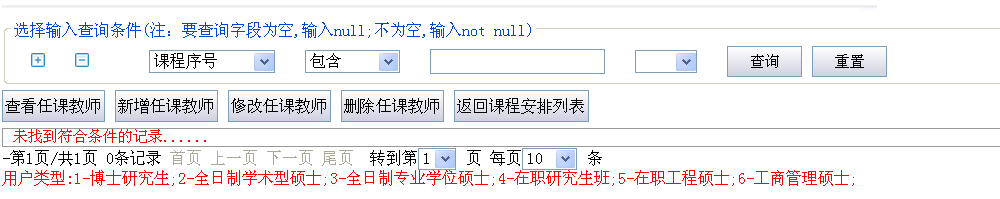 选择输入查询条件(注：要查询字段为空,输入null;不为空,输入not null)
课程序号 包含 查询 重置
查看任课教师 新增任课教师 修改任课教师 删除任课教师 返回课程安排列表
未找到符合条件的记录......
-第1页/共1页 0条记录 首页 上一页 下一页 尾页 转到第 1 页 每页 10 条
用户类型:1-博士研究生;2-全日制学术型硕士;3-全日制专业学位硕士;4-在职研究生班;5-在职工程硕士;6-工商管理硕士;